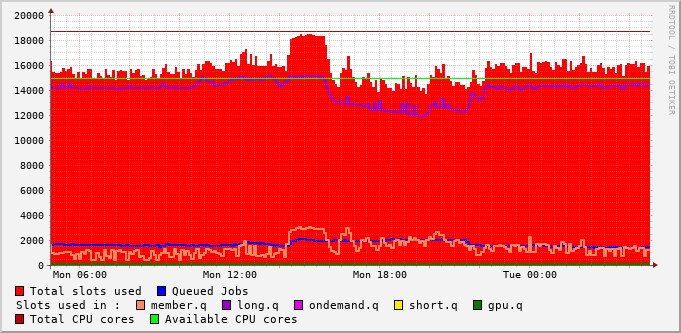 20000
18000
16000
14000
12000
10000
8000
6000
4000
2000
0
Mon 06:00 Mon 12:00 Mon 18:00 Tue 00:00
Total slots used Queued Jobs
Slots used in : member.q long.q ondemand.q short.q gpu.q
Total CPU cores Available CPU cores
RRDTOOL / TOBI OETIKER